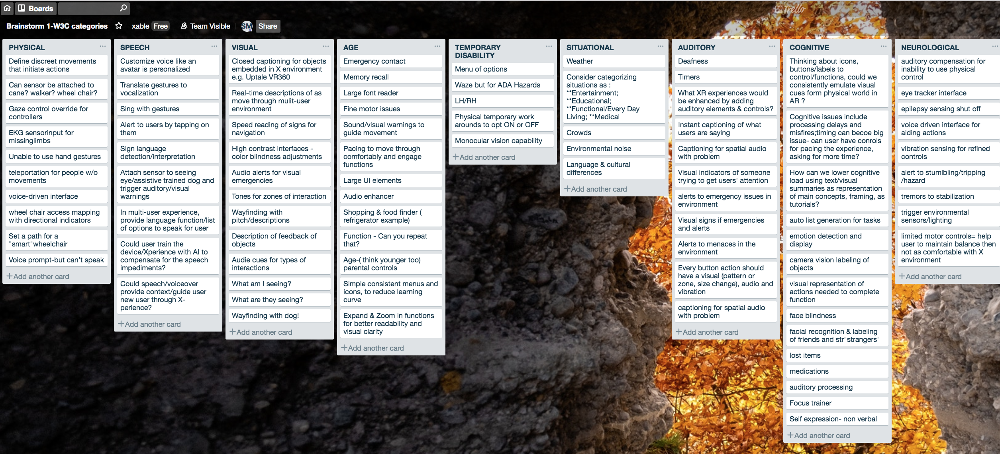 Boards
trello
Brainstorm 1-W3C categories
xable Free
Team Visible
SM
Share
PHYSICAL
Define discreet movements
that initiate actions
Can sensor be attached to
cane? walker? wheel chair?
Gaze control override for
controllers
EKG sensorinput for
missinglimbs
Unable to use hand gestures
teleportation for people w/o
movements
voice-driven interface
wheel chair access mapping
with directional indicators
Set a path for a
"smart"wheelchair
Voice prompt-but can't speak
+Add another card
SPEECH
Customize voice like an
avatar is personalized
Translate gestures to
vocalization
Sing with gestures
Alert to users by tapping on
them
Sign language
detection/interpretation
Attach sensor to seeing
eye/assistive trained dog and
trigger auditory/visual
warnings
In multi-user experience,
provide language function/list
of options to speak for user
Could user train the
device/Xperience with AI to
compensate for the speech
impediments?
Could speech/voiceover
provide context/guide user
new user through X-
perience?
+Add another card
VISUAL
Closed captioning for objects
embedded in X environment
e.g. Uptale VR360
Real-time descriptions of as
move through mulit-user
environment
Speed reading of signs for
navigation
High contrast interfaces -
color blindness adjustments
Audio alerts for visual
emergencies
Tones for zones of interaction
Wayfinding with
pitch/descriptions
Description of feedback of
objects
Audie cues for types of
interactions
What am I seeing?
What are they seeing?
Wayfinding with dog!
+Add another card
AGE
Emergency contact
Memory recall
Large font reader
Fine motor issues
Sound/visual warnings to
guide movement
Pacing to move through
comfortably and engage
functions
Large UI elements
Audio enhancer
Shopping & food finder (
refrigerator example)
Function - Can you repeat
that?
Age-( think younger too)
parental controls
Simple consistent menus and
icons, to reduce learning
curve
Expand & Zoom in functions
for better readability and
visual clarity
+Add another card
TEMPORARY
DISABILITY
Menu of options
Waze but for ADA Hazards
LH/RH
Physical temporary work
arounds to opt ON or OFF
Monocular vision capability
+Add another card
SITUATIONAL
Weather
Consider categorizing
situations as :
**Entertainment;
**Educational;
**Functional/Every Day
Living; **Medical
Crowds
Environmental noise
Language & cultural
differences
+Add another card
AUDITORY
Deafness
Timers
What XR experiences would
be enhanced by adding
auditory elements & controls?
Instant captioning of what
users are saying
Captioning for spatial audio
with problem
Visual indicators of someone
trying to get users' attention
alerts to emergency issues in
environment
Visual signs if emergencies
and alerts
Alerts to menaces in the
environment
Every button action should
have a visual (pattern or
zone, size change), audio and
vibration
captioning for spatial audio
with problem
+Add another card
COGNITIVE
Thinking about icons,
buttons/labels to
control/functions, could we
consistently emulate visual
cues form physical world in
AR ?
Cognitive issues include
processing delays and
misfires;timing can becoe big
issue- can user have conrols
for pacing the experience,
asking for more time?
How can we lower cognitive
load using text/visual
summaries as representation
of main concepts, framing, as
tutorials?
auto list generation for tasks
emotion detection and
display
camera vision labeling of
objects
visual representation of
actions needed to complete
function
face blindness
facial recognition & labeling
of friends and str"strangers'
lost items
medications
auditory processing
Focus trainer
Self expression- non verbal
+Add another card
NEUROLOGICAL
auditory compensation for
inability to use physical
control
eye tracker interface
epilepsy sensing shut off
voice driven interface for
aiding actions
vibration sensing for refined
controls
alert to stumlbling/tripping
/hazard
tremors to stabilization
trigger environmental
sensors/lighting
limited motor controls= help
user to maintain balance then
not as comfortable with X
environment
+Add another card